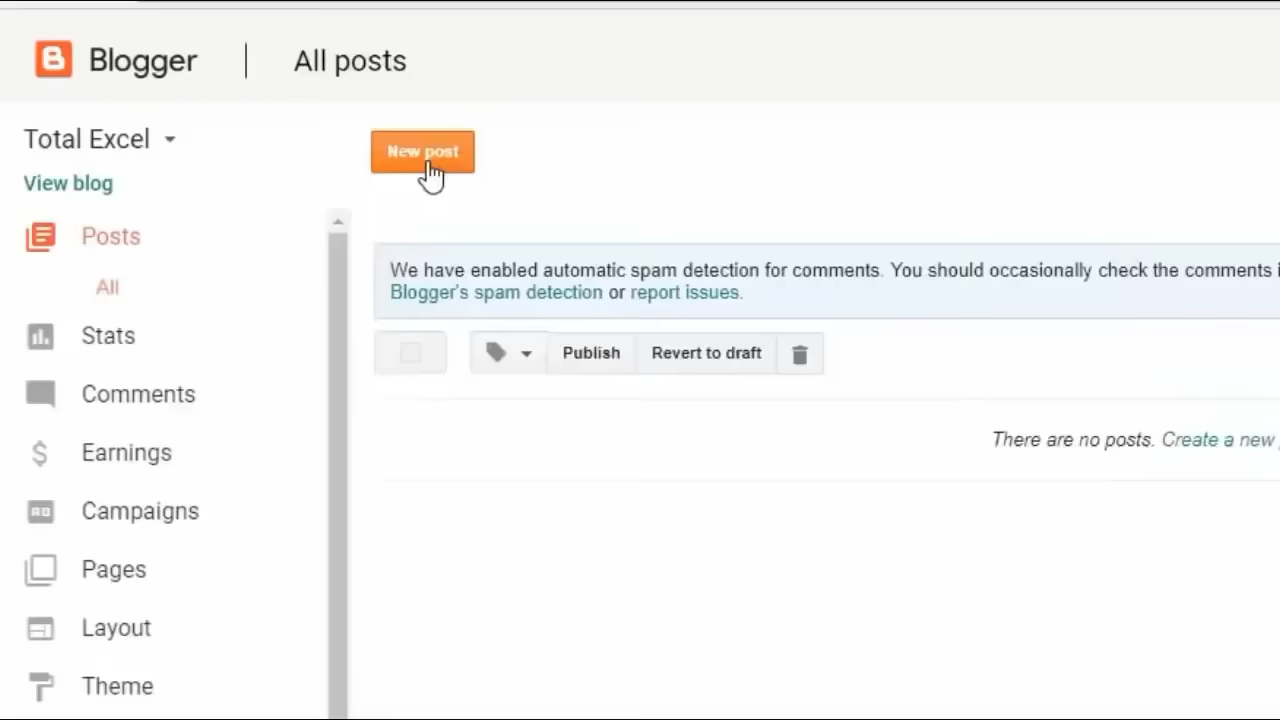 Blogger
All posts
Total Excel
View blog
New post
Posts
All
Stats
Comments
Earnings
Campaigns
Pages
Layout
Theme
We have enabled automatic spam detection for comments. You should occasionally check the comments i
Blogger's spam detection or report issues.
Publish
Revert to draft
There are no posts. Create a new